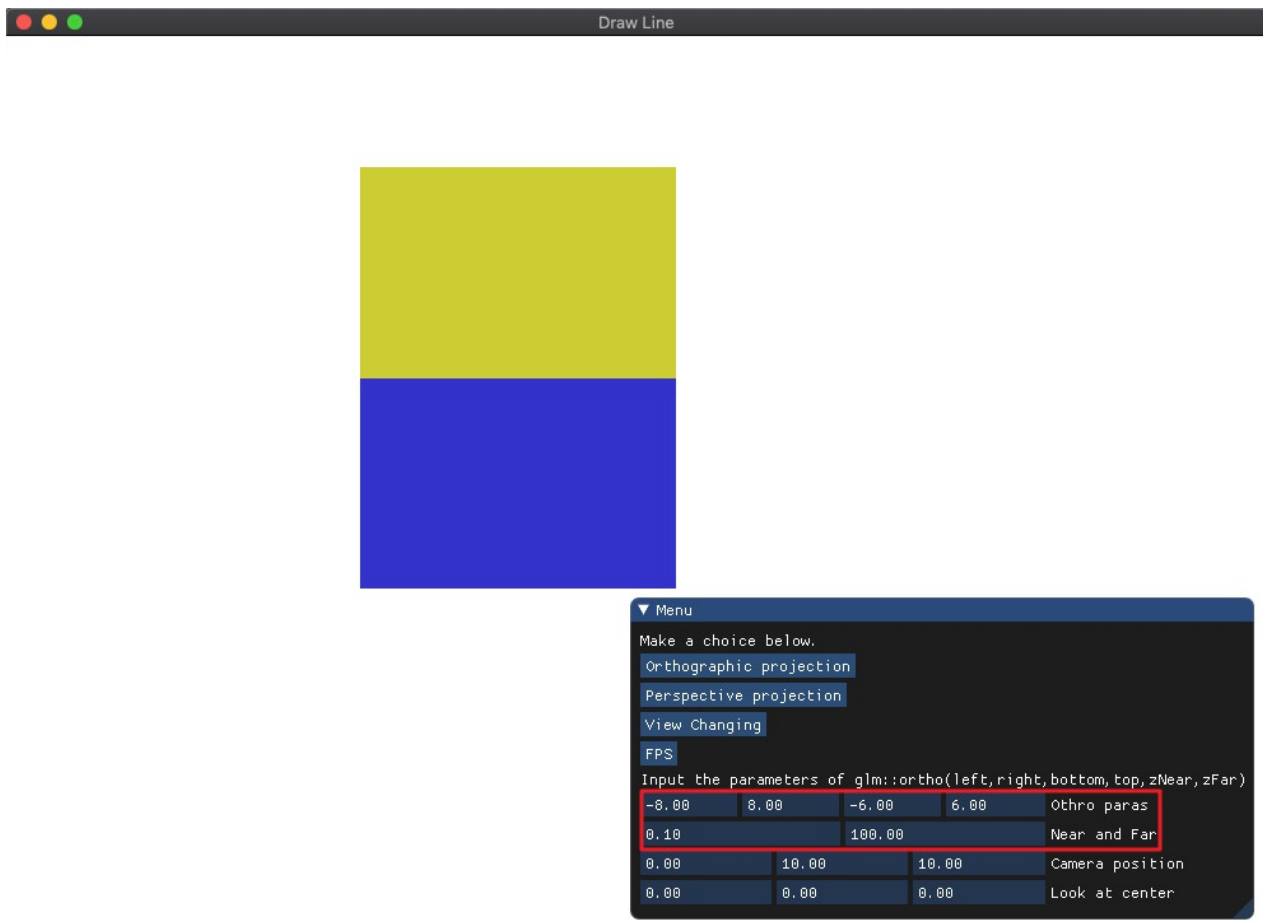 Draw Line
Menu
Make a choice below.
Orthographic projection
Perspective projection
View Changing
FPS
Input the parameters of glm::ortho(left,right,bottom,top,zNear,zFar)
-8.00 8.00 -6.00 6.00 Othro paras
0.10 100.00 Near and Far
0.00 10.00 10.00 Camera position
0.00 0.00 0.00 Look at center